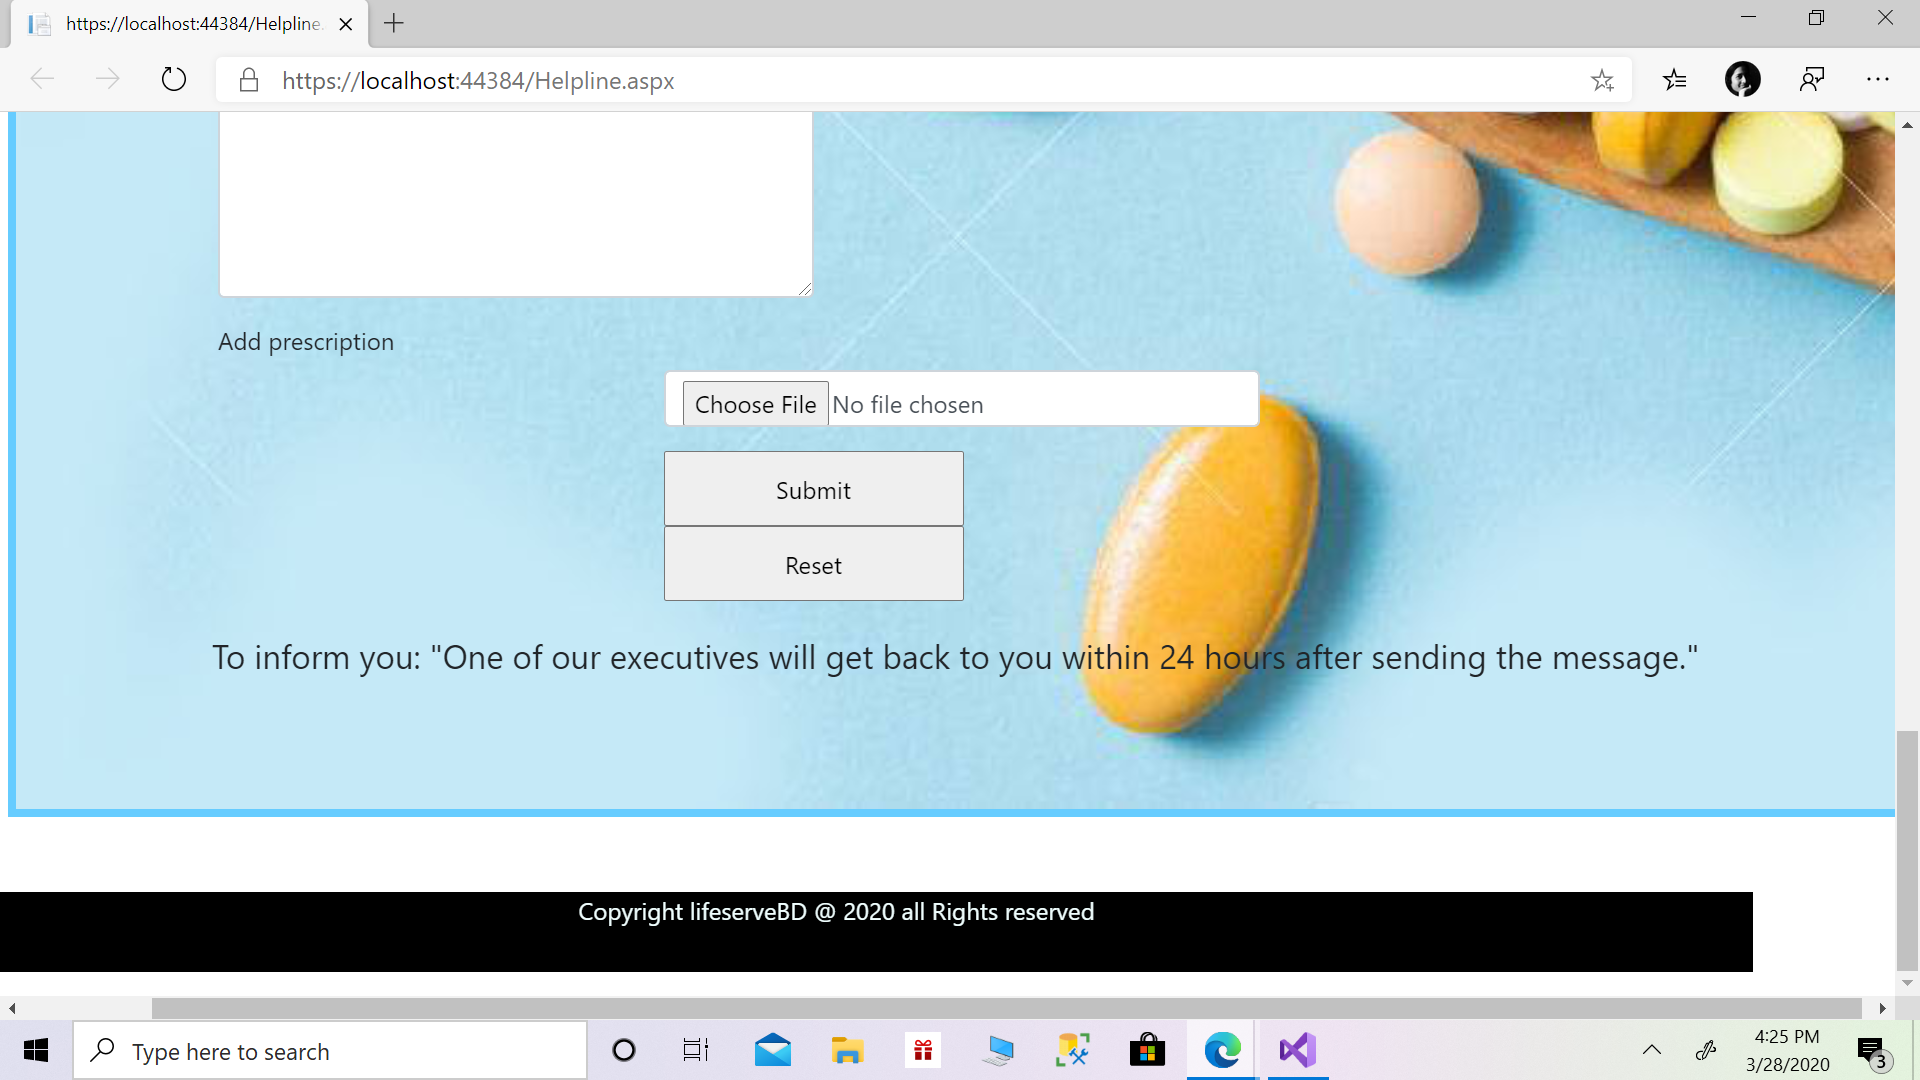 https://localhost:44384/Helpline.
https://localhost:44384/Helpline.aspx
Add prescription
Choose File No file chosen
Submit
Reset
To inform you: "One of our executives will get back to you within 24 hours after sending the message."
Copyright lifeserveBD @ 2020 all Rights reserved
Type here to search
4:25 PM
3/28/2020
3